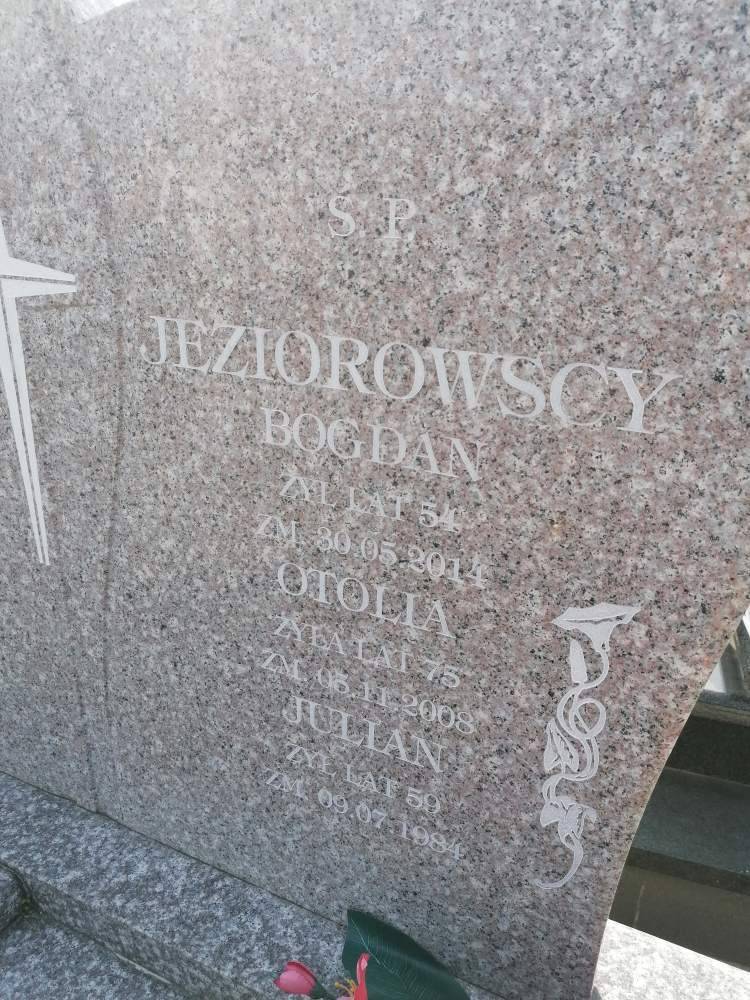 Ś. P.
JEZIOROWSCY
BOGDAN
ŻYŁ LAT 54
ZM. 30.05.2014
OTOLIA
ŻYŁA LAT 75
ZM. 05.11.2008
JULIAN
ŻYŁ LAT 59
ZM. 09.07.1984